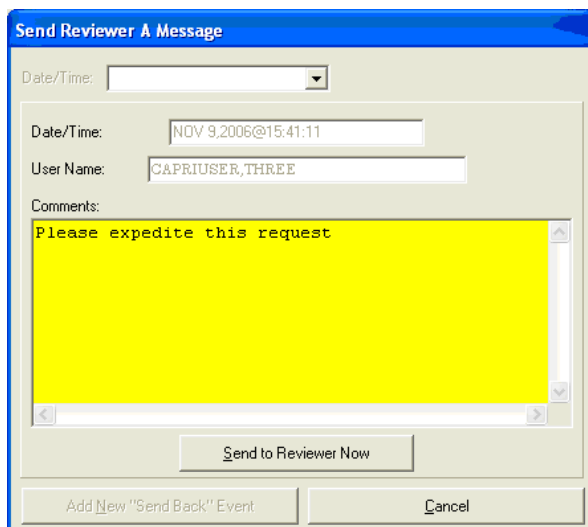 Send Reviewer A Message
Date/Time:
Date/Time: NOV 9,2006@15:41:11
User Name: CAPRIUSER,THREE
Comments:
Please expedite this request
Send to Reviewer Now
Add New "Send Back" Event Cancel